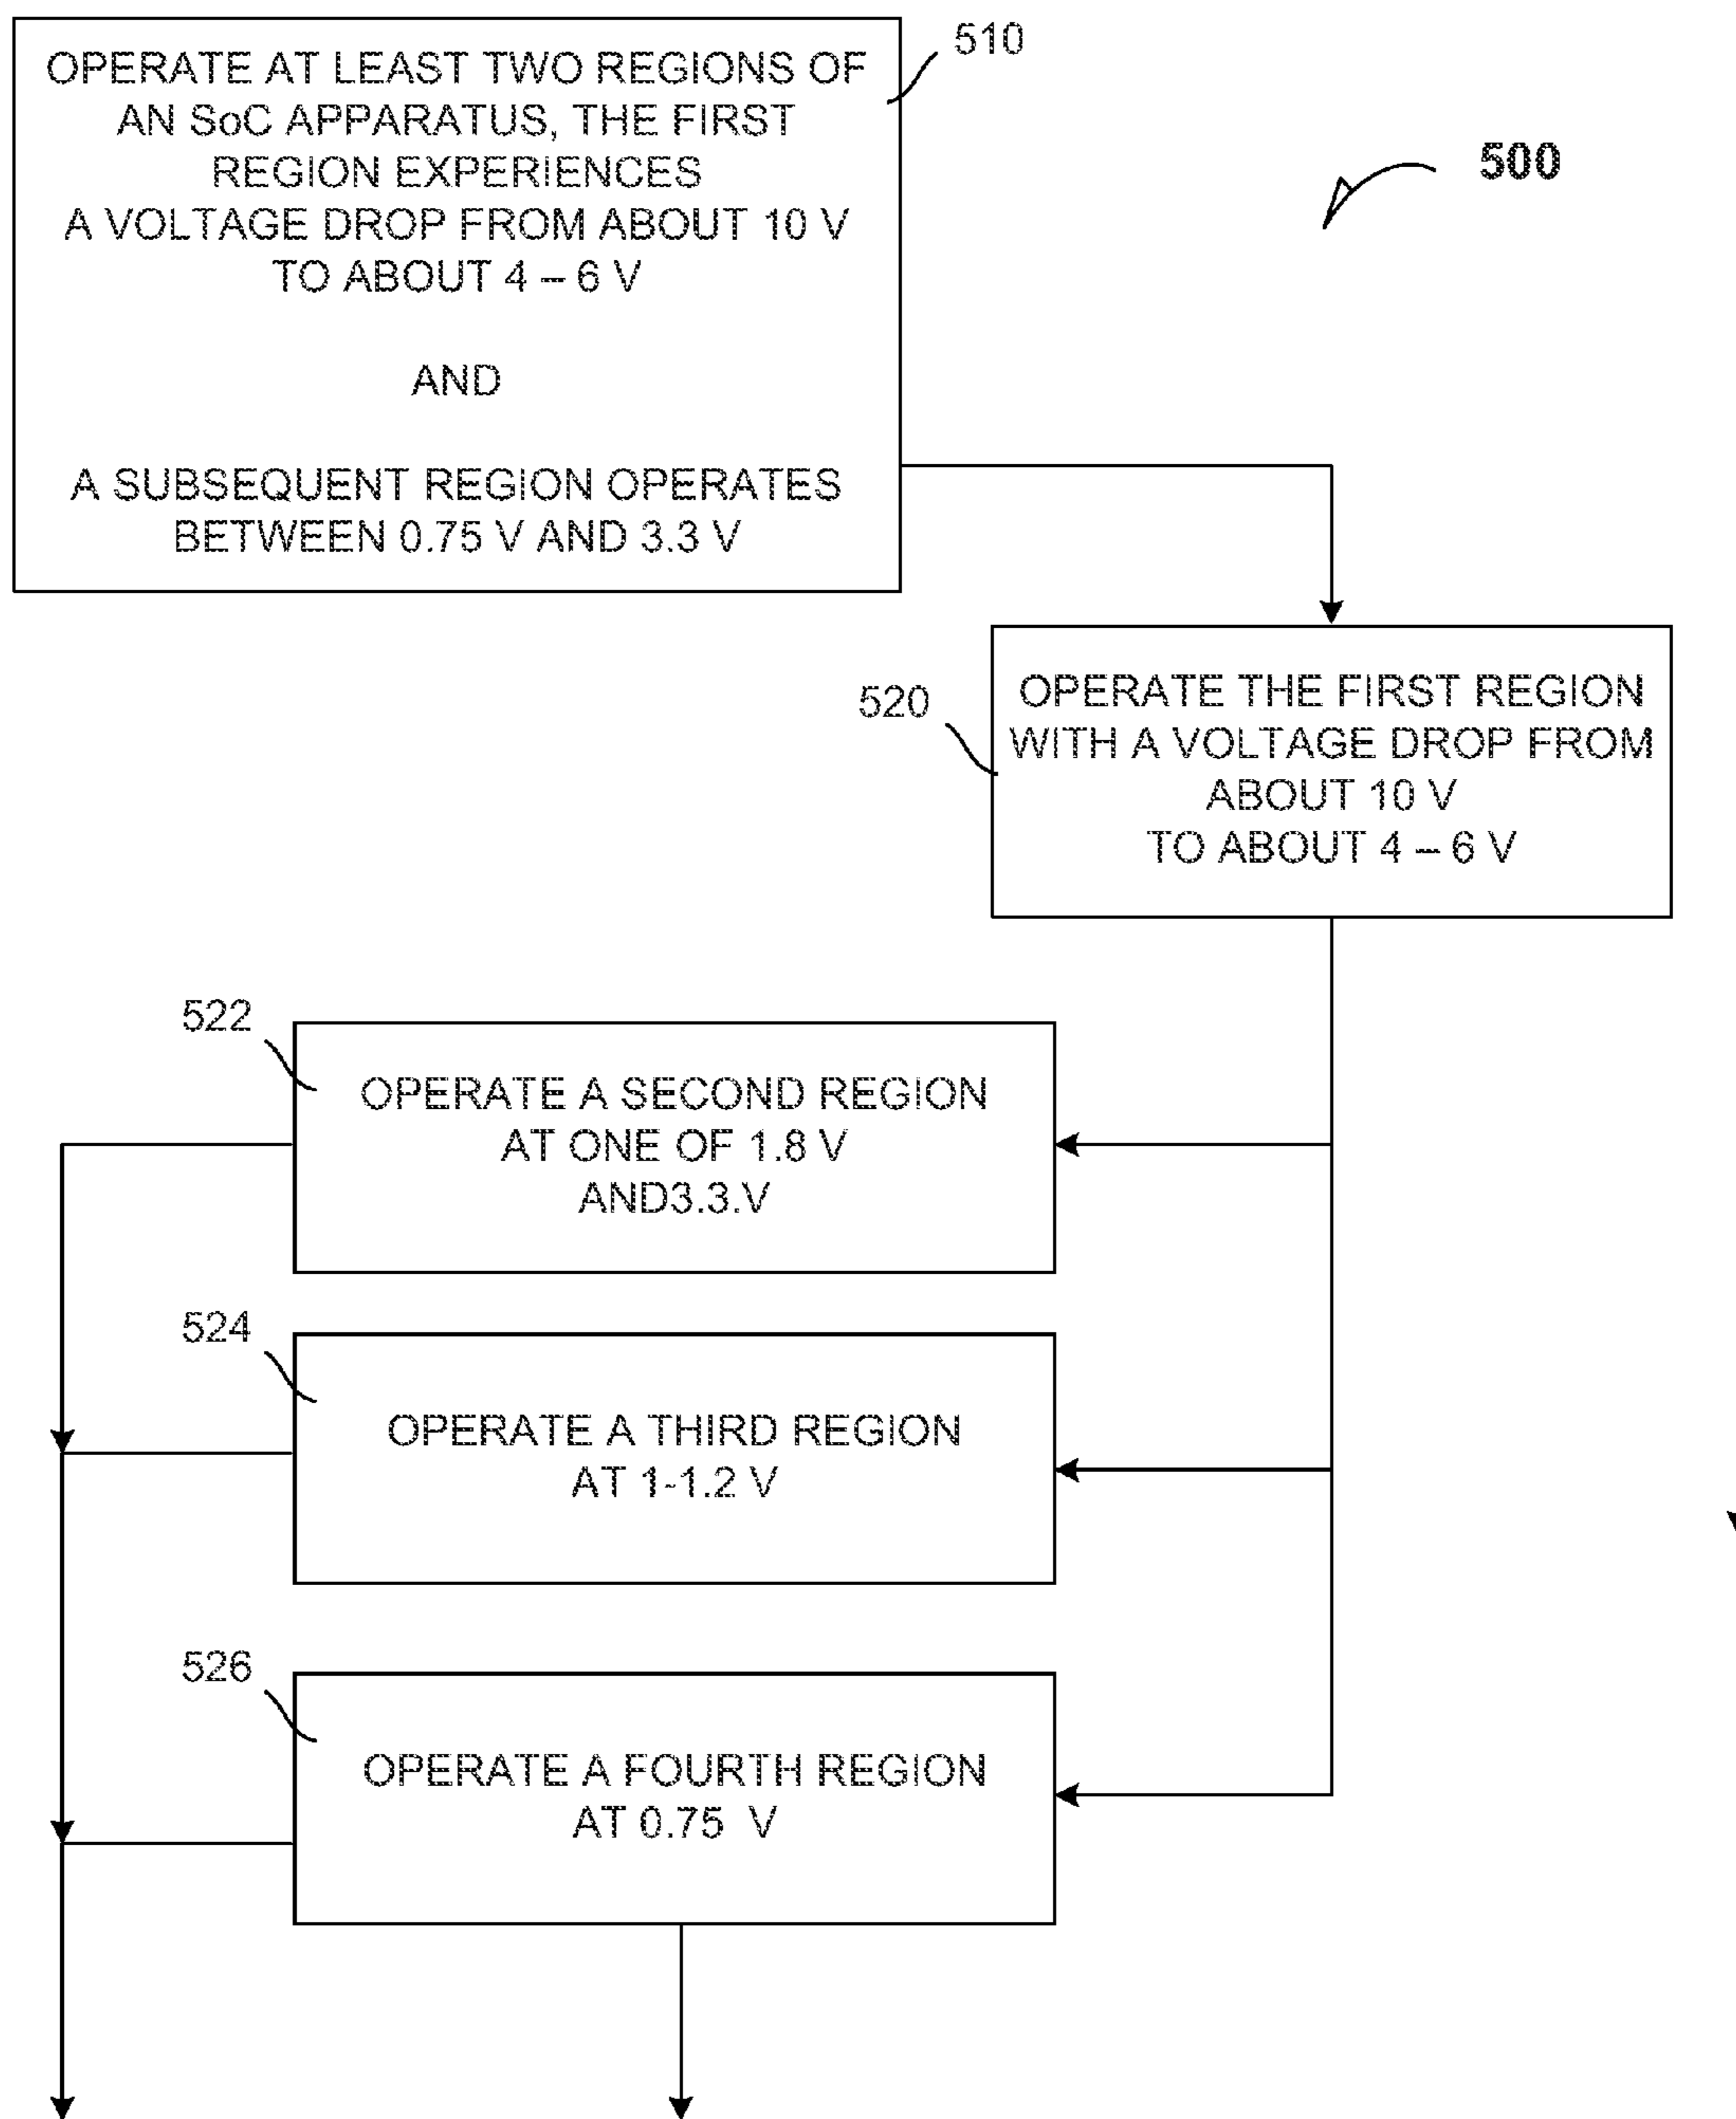 510
OPERATE AT LEAST TWO REGIONS OF
AN SoC APPARATUS, THE FIRST
REGION EXPERIENCES
A VOLTAGE DROP FROM ABOUT 10 V
TO ABOUT 4 – 6 V
AND
A SUBSEQUENT REGION OPERATES
BETWEEN 0.75 V AND 3.3 V
500
520
OPERATE THE FIRST REGION
WITH A VOLTAGE DROP FROM
ABOUT 10 V
TO ABOUT 4 – 6 V
522
OPERATE A SECOND REGION
AT ONE OF 1.8 V
AND3.3.V
524
OPERATE A THIRD REGION
AT 1-1.2 V
526
OPERATE A FOURTH REGION
AT 0.75 V